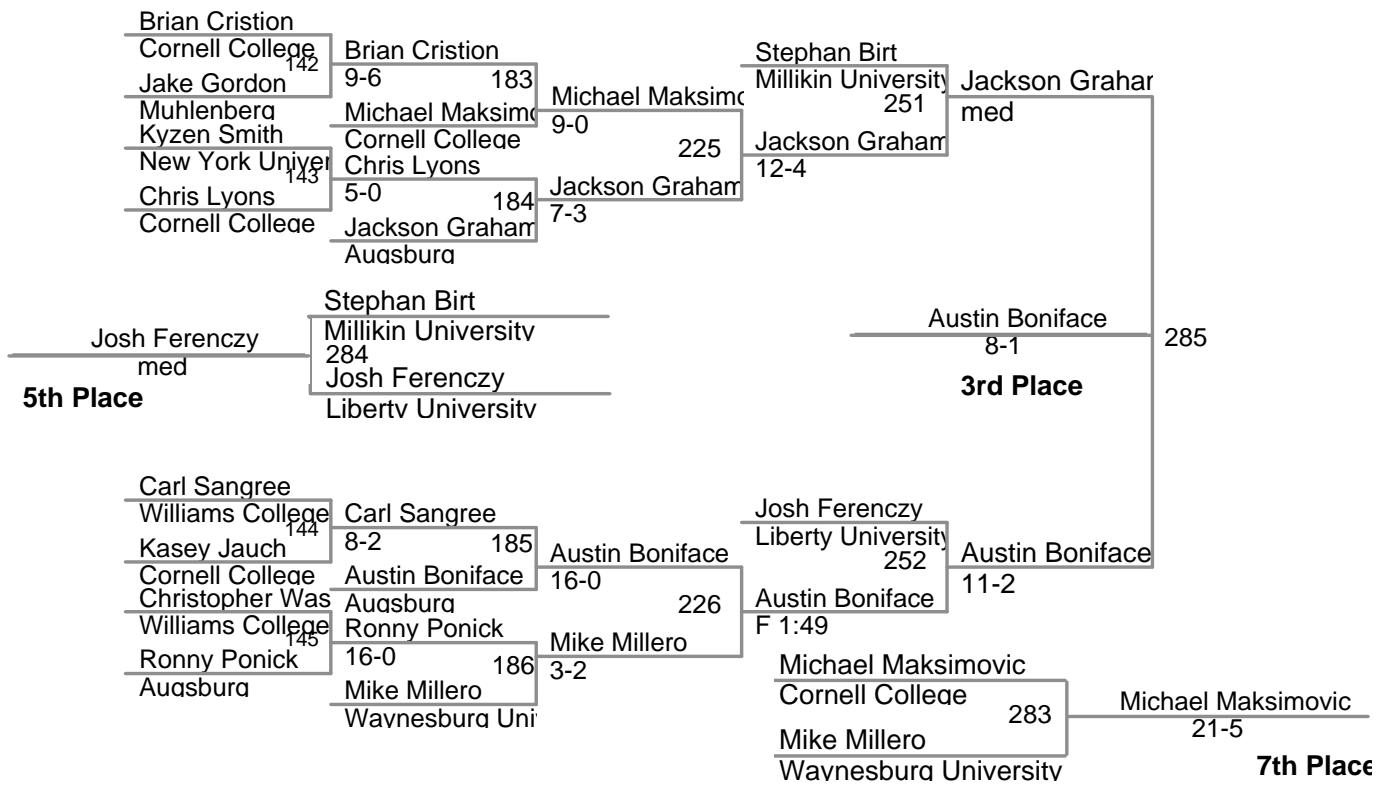 Brian Cristion
Cornell College
142
Jake Gordon
Muhlenberg
Kyzen Smith
New York Univer
143
Chris Lyons
Cornell College
Brian Cristion
9-6
183
Michael Maksimo
Cornell College
Chris Lyons
5-0
184
Jackson Graham
Augsburg
Michael Maksimo
9-0
225
Jackson Graham
7-3
Stephan Birt
Millikin University
251
Jackson Graham
12-4
Jackson Grahar
med
Stephan Birt
Millikin University
284
Josh Ferenczy
Liberty University
Josh Ferenczy
med
5th Place
Austin Boniface
8-1
3rd Place
285
Carl Sangree
Williams College
144
Kasey Jauch
Cornell College
Christopher Was
Williams College
145
Ronny Ponick
Augsburg
Carl Sangree
8-2
185
Austin Boniface
Augsburg
Ronny Ponick
16-0
186
Mike Millero
Waynesburg Uni
Austin Boniface
16-0
226
Mike Millero
3-2
Josh Ferenczy
Liberty University
252
Austin Boniface
F 1:49
Austin Boniface
11-2
Michael Maksimovic
Cornell College
283
Mike Millero
Waynesburg University
Michael Maksimovic
21-5
7th Place